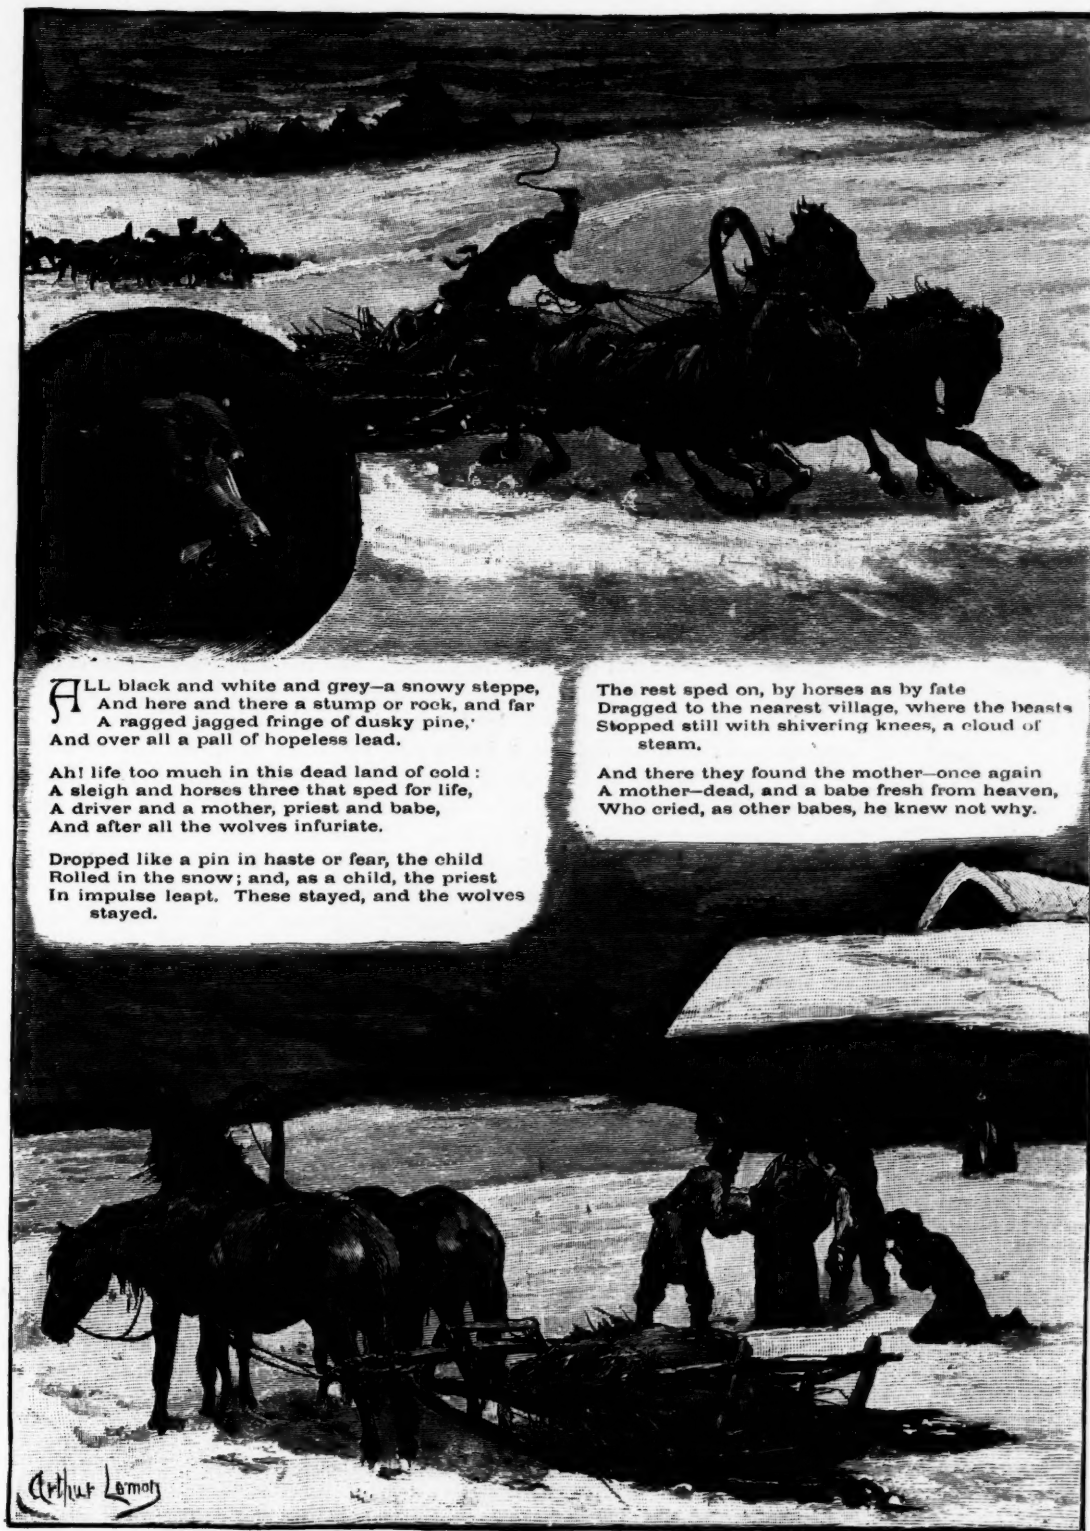 ALL black and white and grey—a snowy steppe,
And here and there a stump or rock, and far
A ragged jagged fringe of dusky pine,
And over all a pall of hopeless lead.
Ah! life too much in this dead land of cold:
A sleigh and horses three that sped for life,
A driver and a mother, priest and babe,
And after all the wolves infuriate.
Dropped like a pin in haste or fear, the child
Rolled in the snow; and, as a child, the priest
In impulse leapt. These stayed, and the wolves
stayed.
The rest sped on, by horses as by fate
Dragged to the nearest village, where the beasts
Stopped still with shivering knees, a cloud of
steam.
And there they found the mother—once again
A mother—dead, and a babe fresh from heaven,
Who cried, as other babes, he knew not why.
Arthur Lemon